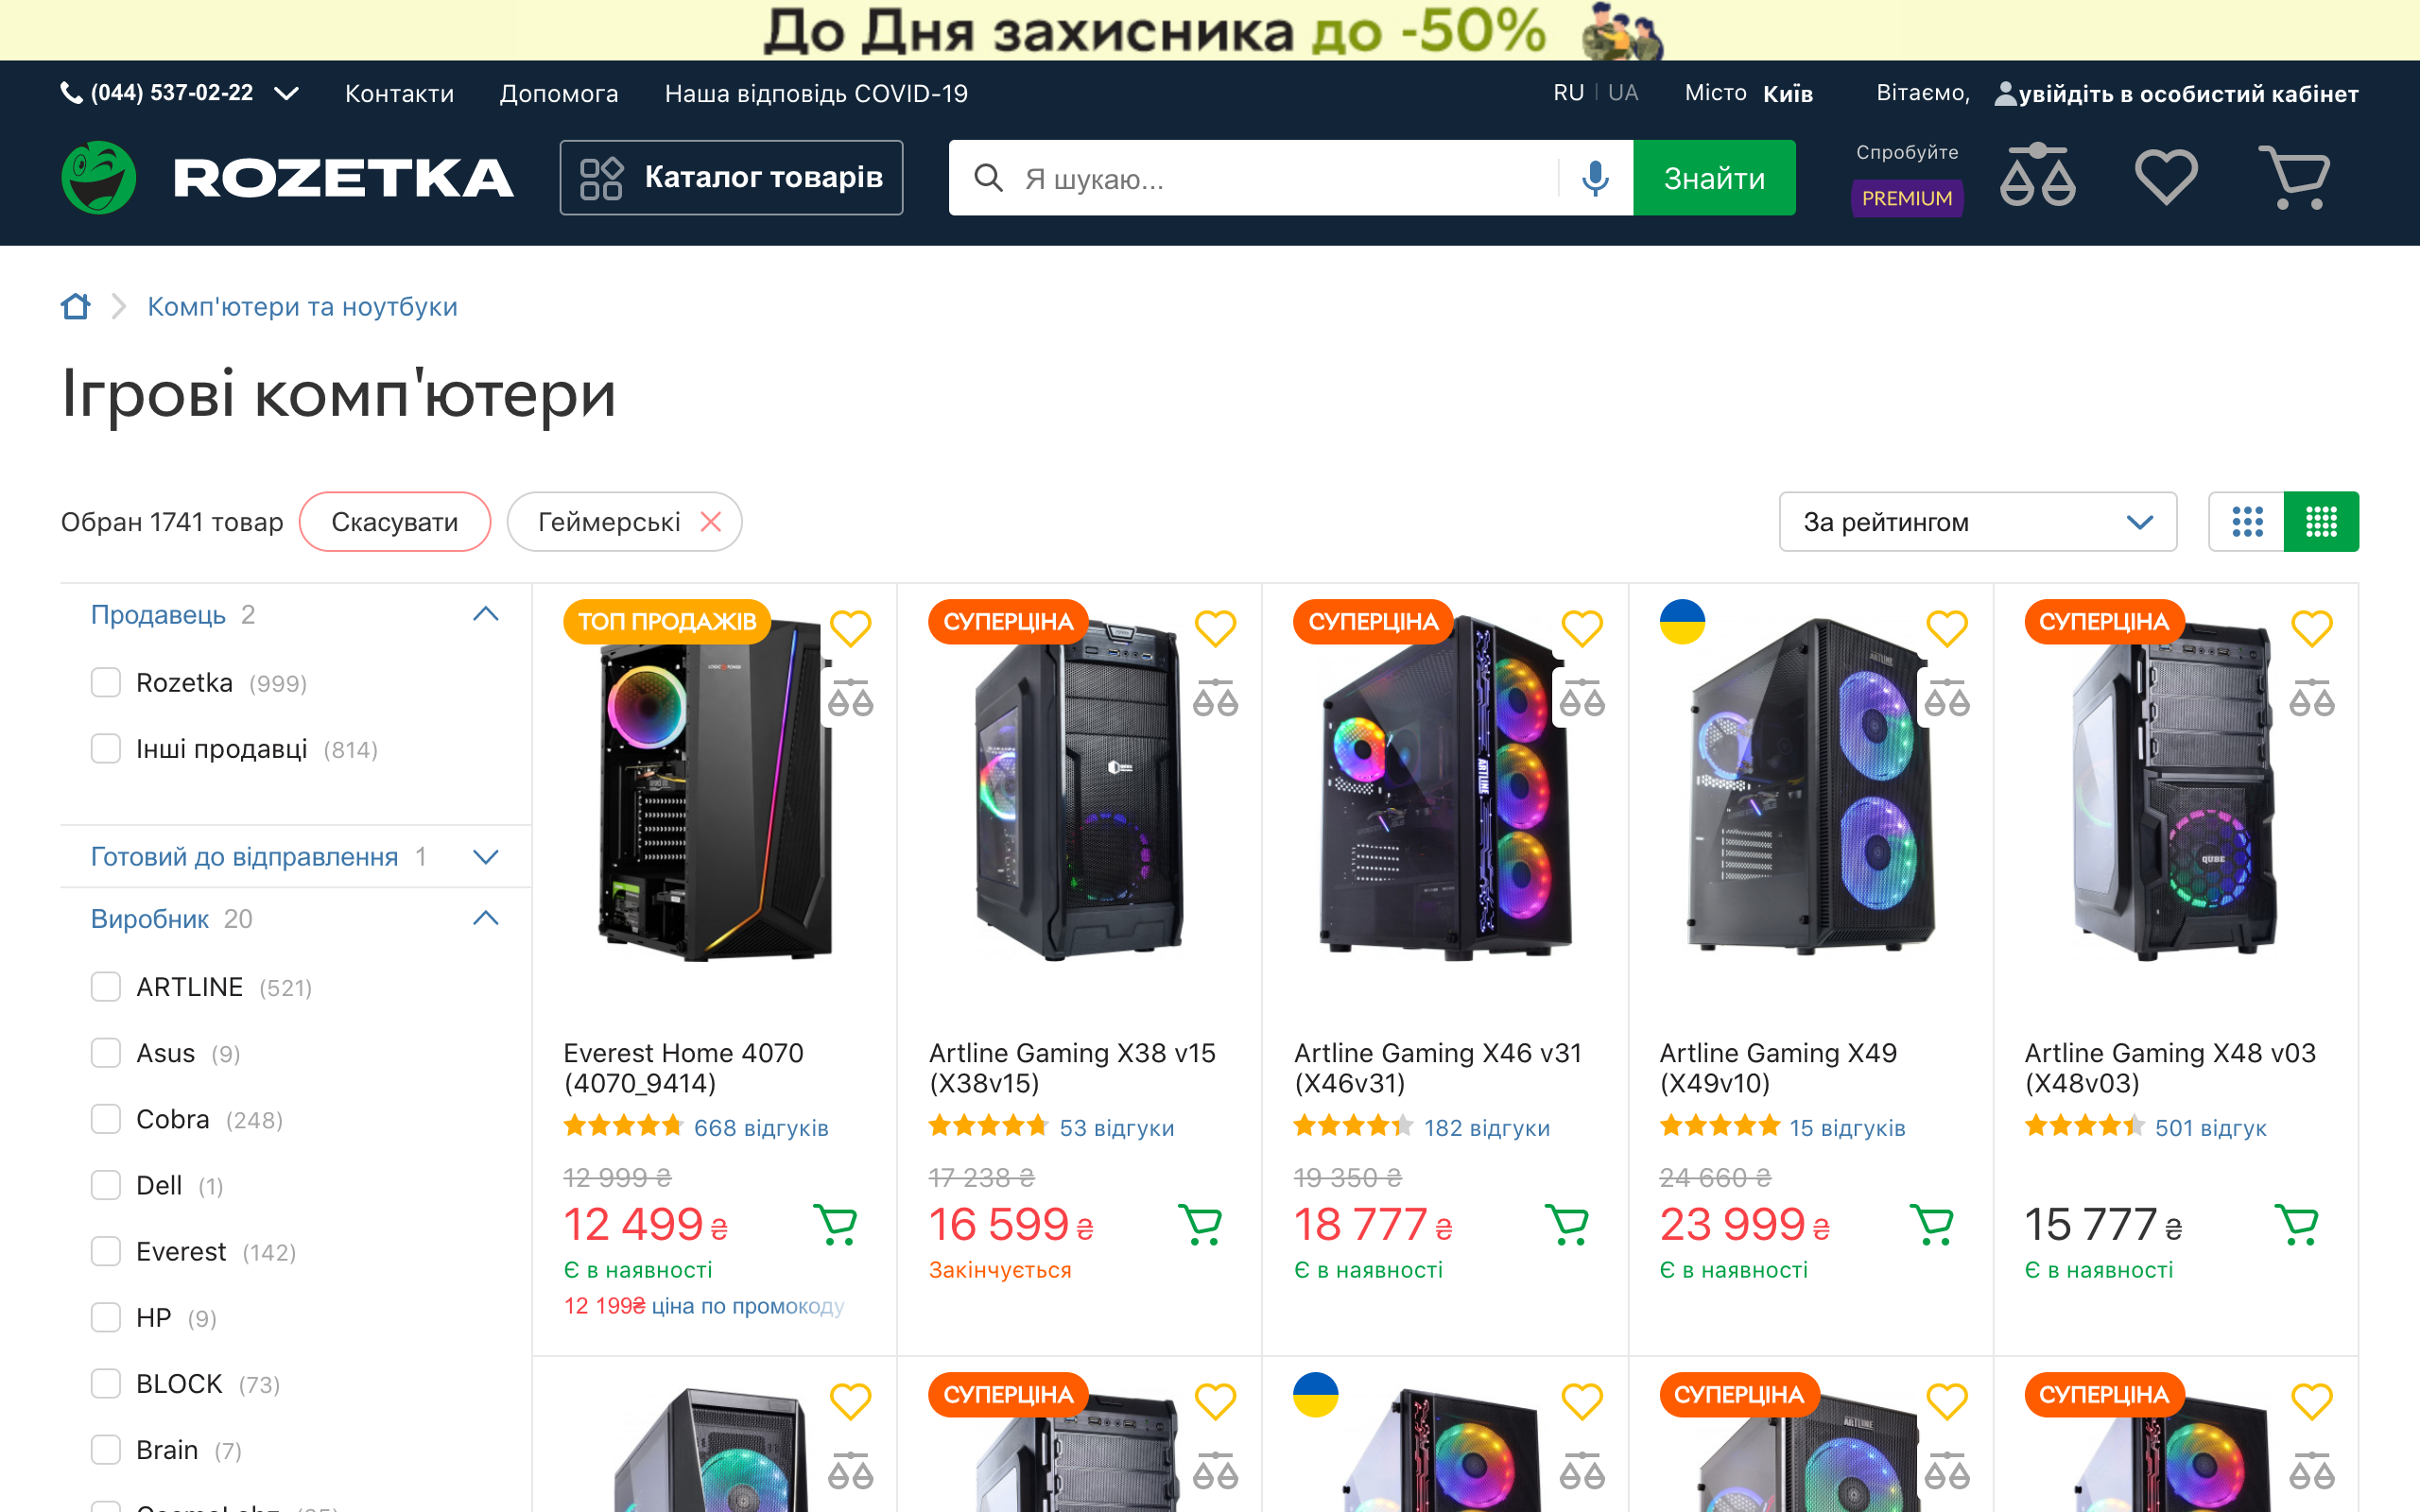 До Дня захисника до -50%
(044) 537-02-22 Контакти Допомога Наша відповідь COVID-19 RU UA Місто Київ Вітаємо, увійдіть в особистий кабінет
ROZETKA Каталог товарів Я шукаю... Знайти Спробуйте PREMIUM
Комп'ютери та ноутбуки
Ігрові комп'ютери
Обран 1741 товар Скасувати Геймерські За рейтингом
Продавець 2
Rozetka (999)
Інші продавці (814)
Готовий до відправлення 1
Виробник 20
ARTLINE (521)
Asus (9)
Cobra (248)
Dell (1)
Everest (142)
HP (9)
BLOCK (73)
Brain (7)
ТОП ПРОДАЖІВ
Everest Home 4070
(4070_9414)
668 відгуків
12 999 ₴
12 499 ₴
Є в наявності
12 199₴ ціна по промокоду
СУПЕРЦІНА
Artline Gaming X38 v15
(X38v15)
53 відгуки
17 238 ₴
16 599 ₴
Закінчується
СУПЕРЦІНА
ARTLINE
Artline Gaming X46 v31
(X46v31)
182 відгуки
19 350 ₴
18 777 ₴
Є в наявності
ARTLINE
Artline Gaming X49
(X49v10)
15 відгуків
24 660 ₴
23 999 ₴
Є в наявності
СУПЕРЦІНА
QUBE
Artline Gaming X48 v03
(X48v03)
501 відгук
15 777 ₴
Є в наявності
СУПЕРЦІНА
СУПЕРЦІНА
ARTLINE
СУПЕРЦІНА